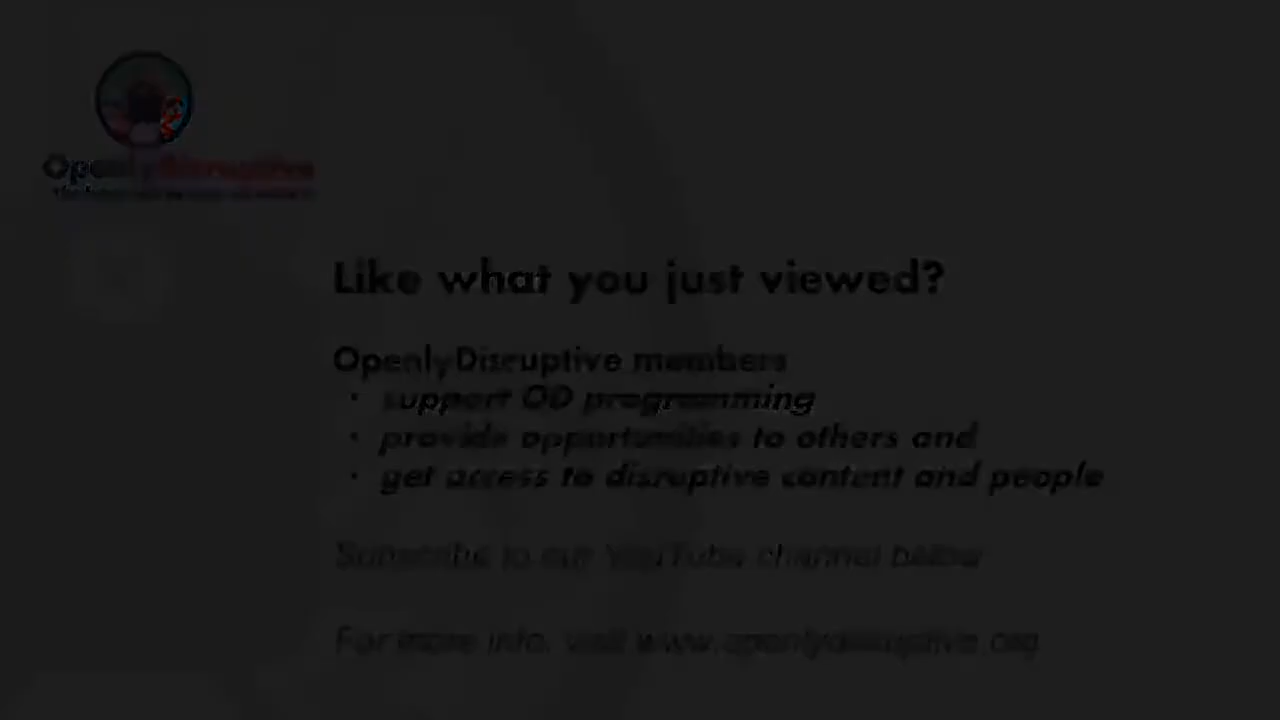 OpenlyDisruptive
Like what you just viewed?
OpenlyDisruptive members
• support OD programming
• provide opportunities to others and
• get access to disruptive content and people
Subscribe to our YouTube channel below
For more info, visit www.openlydisruptive.org